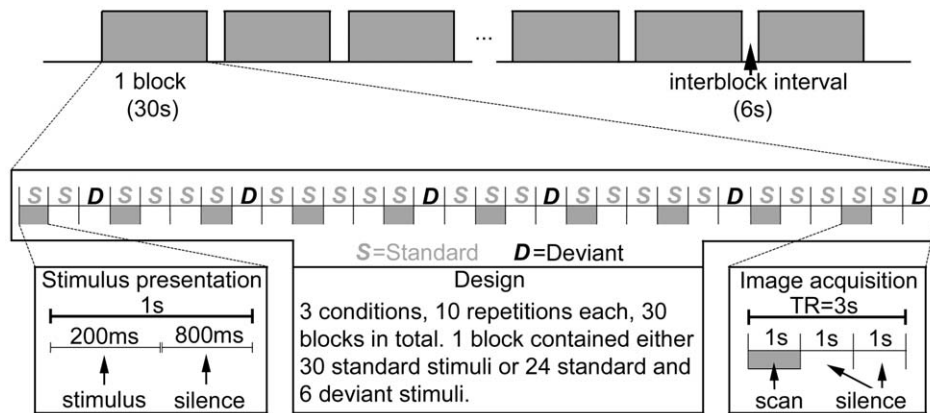 ...
1 block
(30s)
interblock interval
(6s)
S S D S S S S D S S S S S D S S S D S S S S S D S S S S S D
S=Standard D=Deviant
Stimulus presentation
1s
200ms 800ms
stimulus silence
Design
3 conditions, 10 repetitions each, 30
blocks in total. 1 block contained either
30 standard stimuli or 24 standard and
6 deviant stimuli.
Image acquisition
TR=3s
1s 1s 1s
scan silence